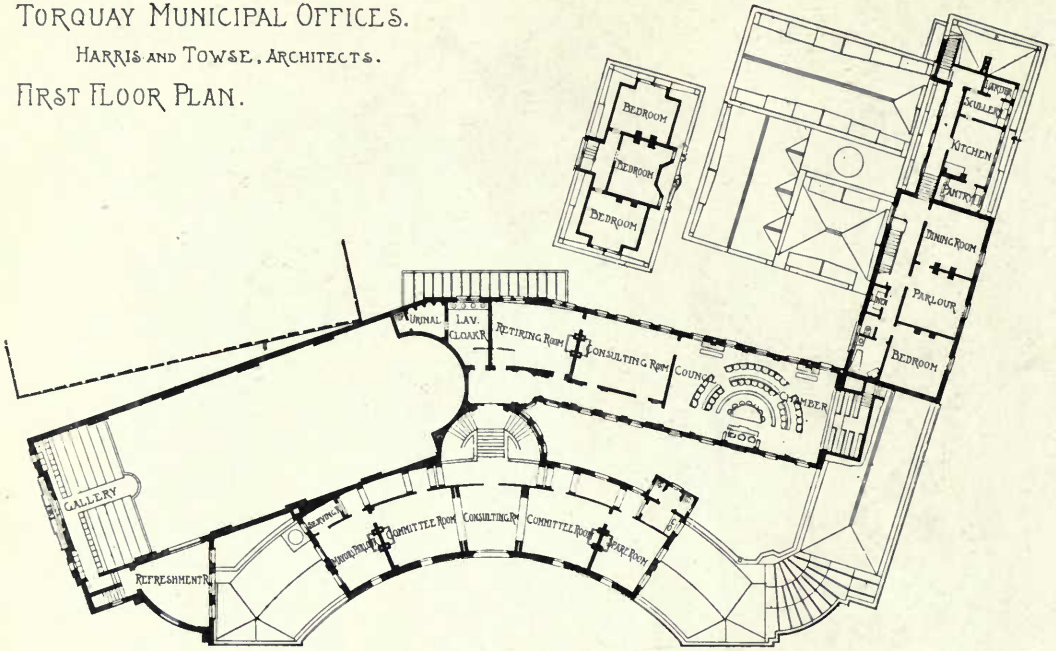 TORQUAY MUNICIPAL OFFICES.
HARRIS AND TOWSE, ARCHITECTS.
FIRST FLOOR PLAN.
BEDROOM
BEDROOM
BEDROOM
LARDER
SCULLERY
KITCHEN
PANTRY
DINING ROOM
PARLOUR
LINEN
BEDROOM
URINAL
LAV.
CLOAK R.
RETIRING ROOM
CONSULTING RM
COUNCIL
CHAMBER
GALLERY
REFRESHMENT R.
SERVING R.
MAYOR'S PARLOUR
COMMITTEE ROOM
CONSULTING RM
COMMITTEE ROOM
SPARE ROOM